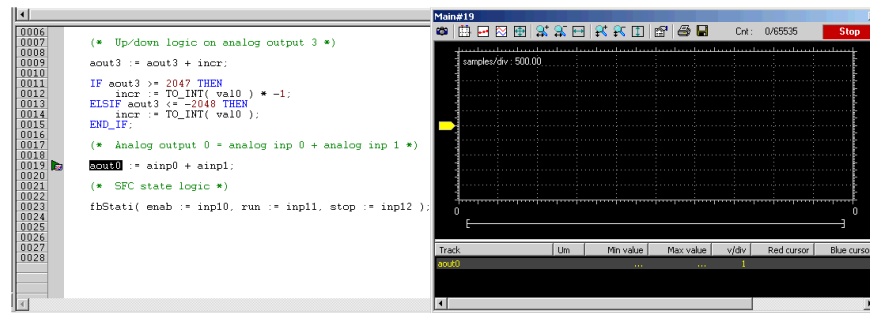 0006
0007 (* Up/down logic on analog output 3 *)
0008
0009 aout3 := aout3 + incr;
0010
0011 IF aout3 >= 2047 THEN
0012 incr := TO_INT( val0 ) * -1;
0013 ELSIF aout3 <= -2048 THEN
0014 incr := TO_INT( val0 );
0015 END_IF;
0016
0017 (* Analog output 0 = analog inp 0 + analog inp 1 *)
0018
0019 aout0 := ainp0 + ainp1;
0020
0021 (* SFC state logic *)
0022
0023 fbStati( enab := inp10, run := inp11, stop := inp12 );
0024
0025
0026
0027
0028
Main#19
Cnt: 0/65535 Stop
samples/div : 500.00
0 0
Track Um Min value Max value v/div Red cursor Blue curso
aout0 ... ... 1